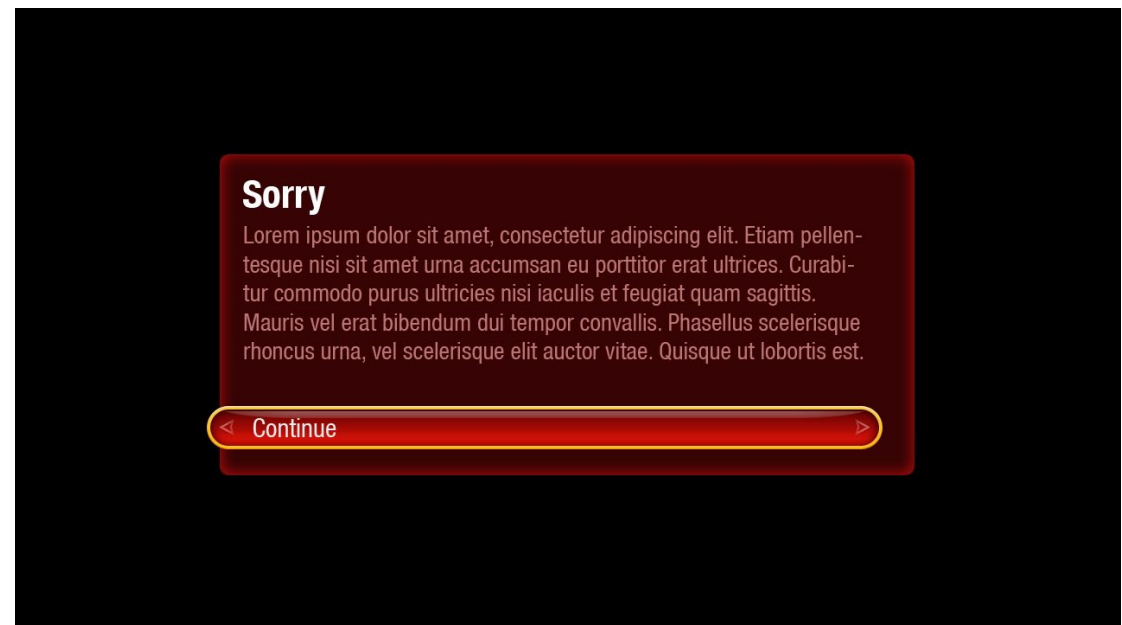 Sorry
Lorem ipsum dolor sit amet, consectetur adipiscing elit. Etiam pellen-
tesque nisi sit amet urna accumsan eu porttitor erat ultrices. Curabi-
tur commodo purus ultricies nisi iaculis et feugiat quam sagittis.
Mauris vel erat bibendum dui tempor convallis. Phasellus scelerisque
rhoncus urna, vel scelerisque elit auctor vitae. Quisque ut lobortis est.
Continue